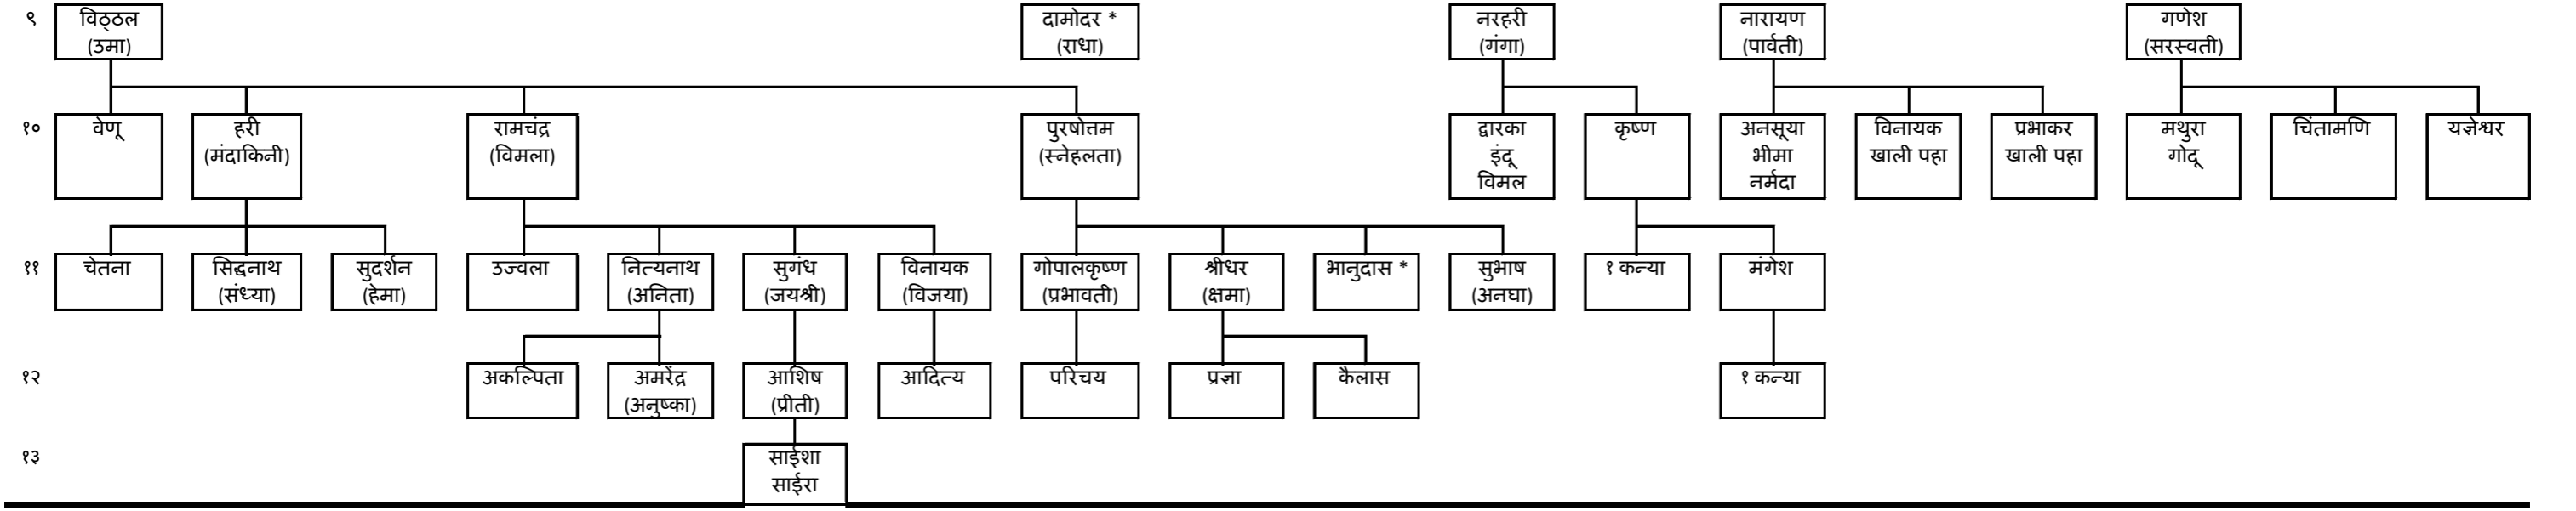 ९
विठ्ठल
(उमा)
दामोदर *
(राधा)
नरहरी
(गंगा)
नारायण
(पार्वती)
गणेश
(सरस्वती)
१०
वेणू
हरी
(मंदाकिनी)
रामचंद्र
(विमला)
पुरषोत्तम
(स्नेहलता)
द्वारका
इंदू
विमल
कृष्ण
अनसूया
भीमा
नर्मदा
विनायक
खाली पहा
प्रभाकर
खाली पहा
मथुरा
गोदू
चिंतामणि
यज्ञेश्वर
११
चेतना
सिद्धनाथ
(संध्या)
सुदर्शन
(हेमा)
उज्वला
नित्यनाथ
(अनिता)
सुगंध
(जयश्री)
विनायक
(विजया)
गोपालकृष्ण
(प्रभावती)
श्रीधर
(क्षमा)
भानुदास *
सुभाष
(अनघा)
१ कन्या
मंगेश
१२
अकल्पिता
अमरेंद्र
(अनुष्का)
आशिष
(प्रीती)
आदित्य
परिचय
प्रज्ञा
कैलास
१ कन्या
१३
साईशा
साईरा